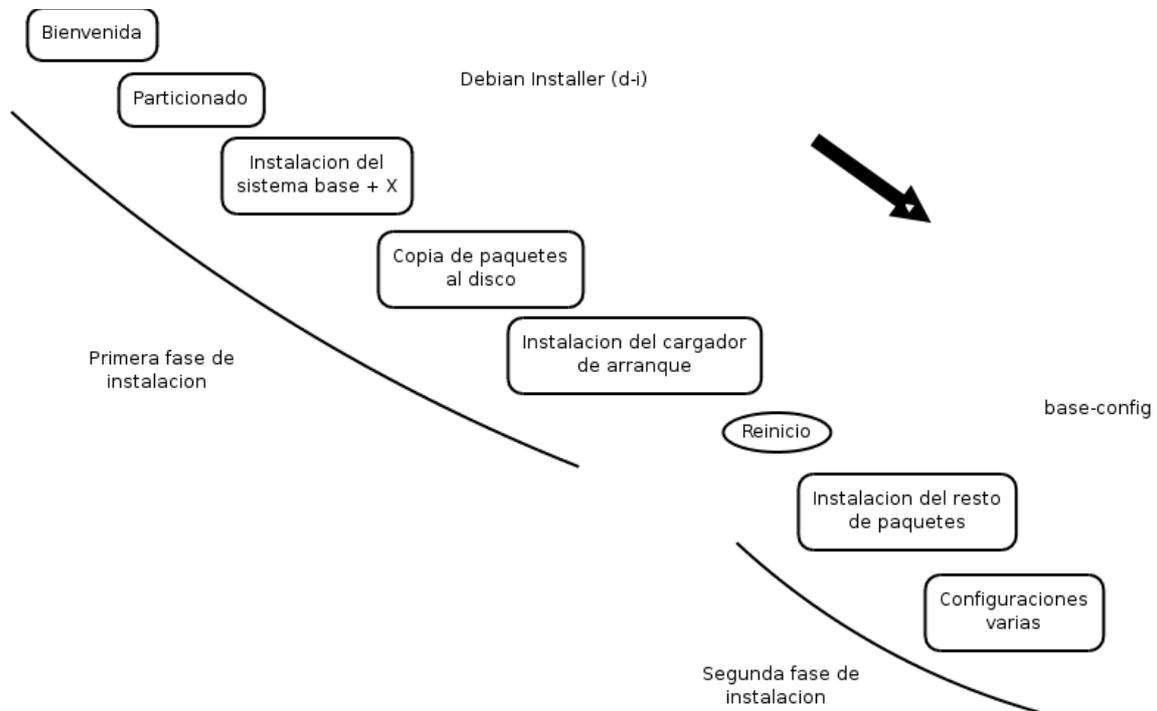 Bienvenida
Debian Installer (d-i)
Particionado
Instalacion del
sistema base + X
Copia de paquetes
al disco
Instalacion del cargador
de arranque
Primera fase de
instalacion
base-config
Reinicio
Instalacion del resto
de paquetes
Configuraciones
varias
Segunda fase de
instalacion